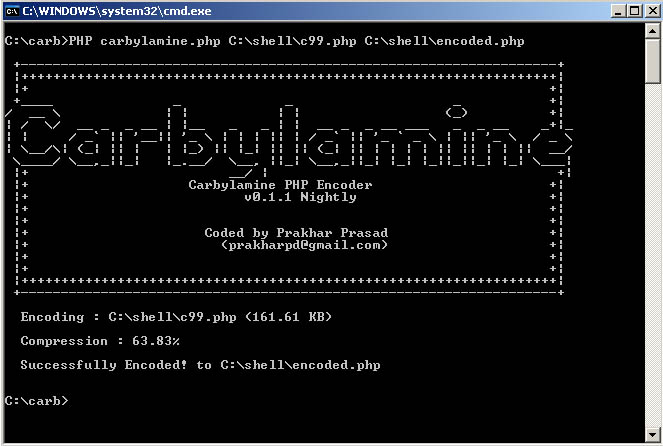 C:\WINDOWS\system32\cmd.exe
C:\carb>PHP carbylamine.php C:\shell\c99.php C:\shell\encoded.php
Carbylamine
Carbylamine PHP Encoder
v0.1.1 Nightly
Coded by Prakhar Prasad
(prakharpd@gmail.com)
Encoding : C:\shell\c99.php (161.61 KB)
Compression : 63.83%
Successfully Encoded! to C:\shell\encoded.php
C:\carb>